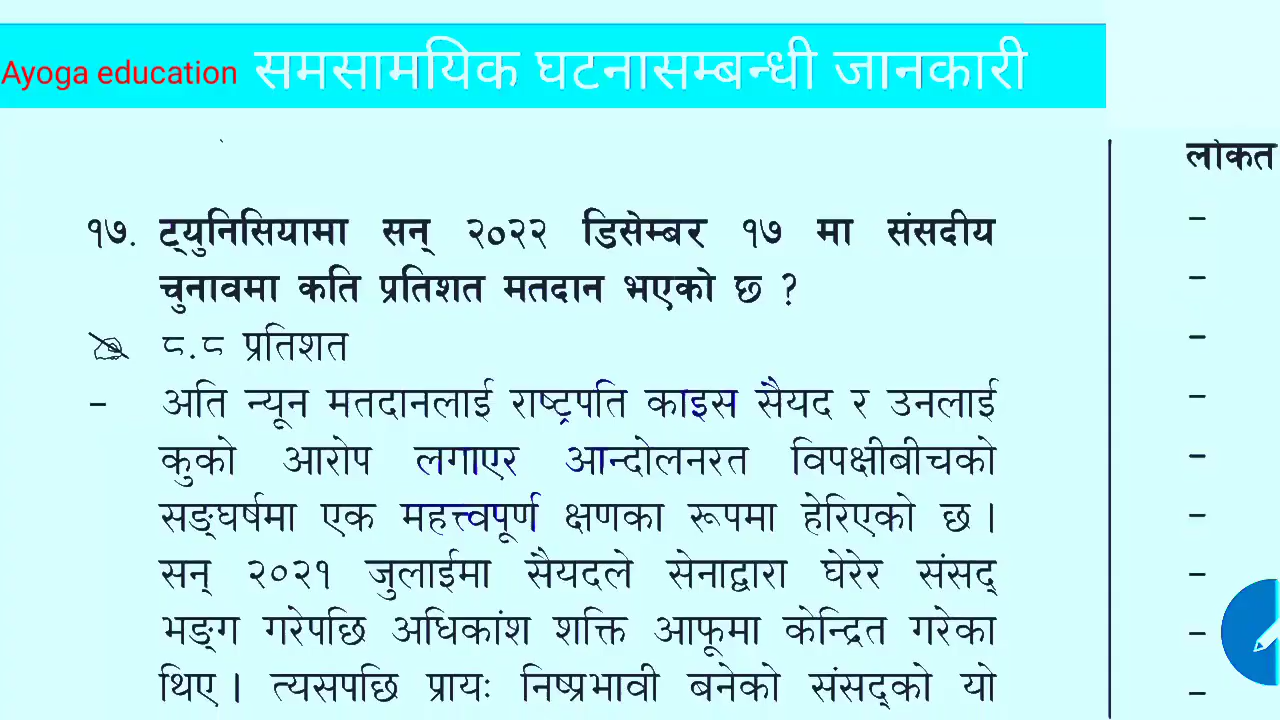 Ayoga education समसामयिक घटनासम्बन्धी जानकारी
१७. ट्युनिसियामा सन् २०२२ डिसेम्बर १७ मा संसदीय
चुनावमा कति प्रतिशत मतदान भएको छ ?
८.८ प्रतिशत
- अति न्यून मतदानलाई राष्ट्रपति काइस सैयद र उनलाई
कुको आरोप लगाएर आन्दोलनरत विपक्षीबीचको
सङ्घर्षमा एक महत्त्वपूर्ण क्षणका रूपमा हेरिएको छ ।
सन् २०२१ जुलाईमा सैयदले सेनाद्वारा घेरेर संसद्
भङ्ग गरेपछि अधिकांश शक्ति आफूमा केन्द्रित गरेका
थिए । त्यसपछि प्रायः निष्प्रभावी बनेको संसद्को यो
लोकत
-
-
-
-
-
-
-
-
-